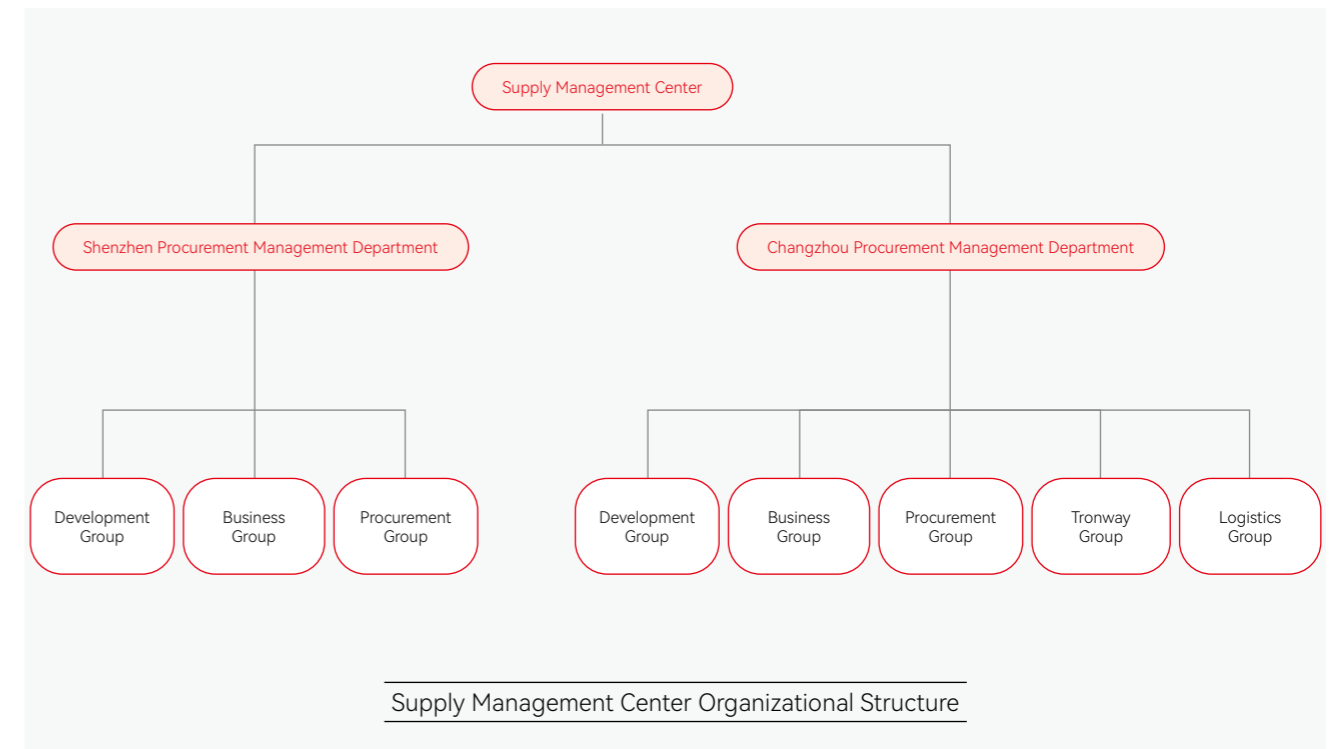 Supply Management Center
Shenzhen Procurement Management Department
Changzhou Procurement Management Department
Development
Group
Business
Group
Procurement
Group
Development
Group
Business
Group
Procurement
Group
Tronway
Group
Logistics
Group
Supply Management Center Organizational Structure